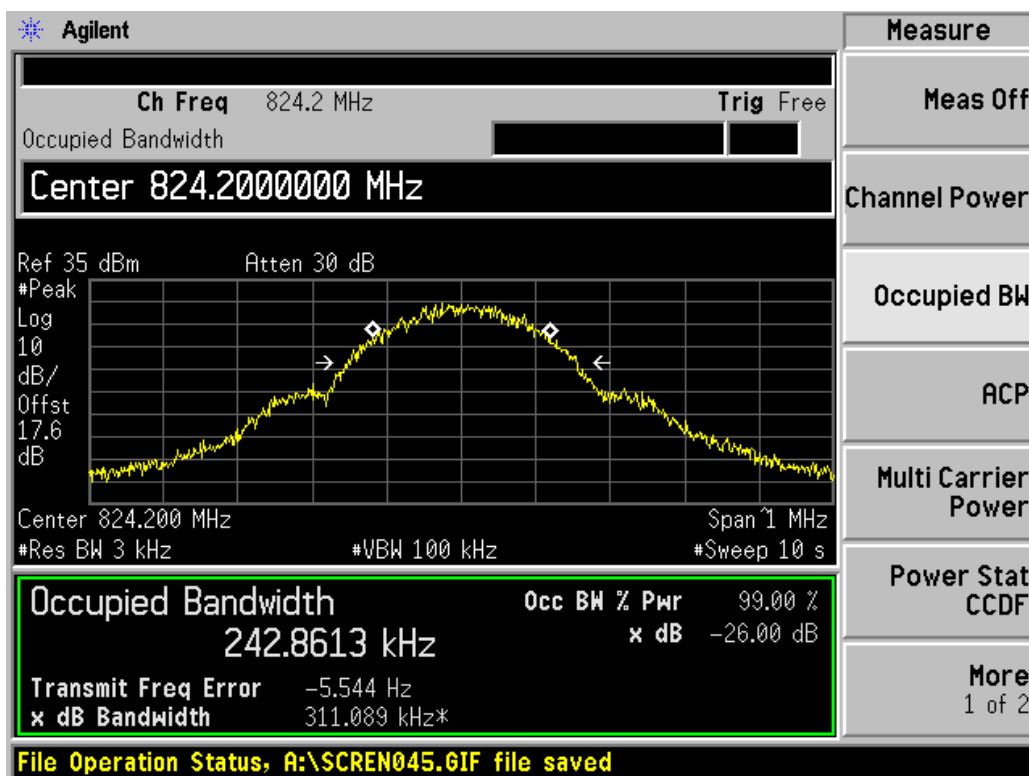 Agilent
Measure
Ch Freq 824.2 MHz
Trig Free
Occupied Bandwidth
Center 824.2000000 MHz
Ref 35 dBm
Atten 30 dB
#Peak
Log
10
dB/
Offst
17.6
dB
Center 824.200 MHz
Span 1 MHz
#Res BW 3 kHz
#VBW 100 kHz
#Sweep 10 s
Occupied Bandwidth
242.8613 kHz
Occ BW % Pwr 99.00 %
x dB -26.00 dB
Transmit Freq Error -5.544 Hz
x dB Bandwidth 311.089 kHz*
Meas Off
Channel Power
Occupied BW
ACP
Multi Carrier
Power
Power Stat
CCDF
More
1 of 2
File Operation Status, A:\SCREN045.GIF file saved